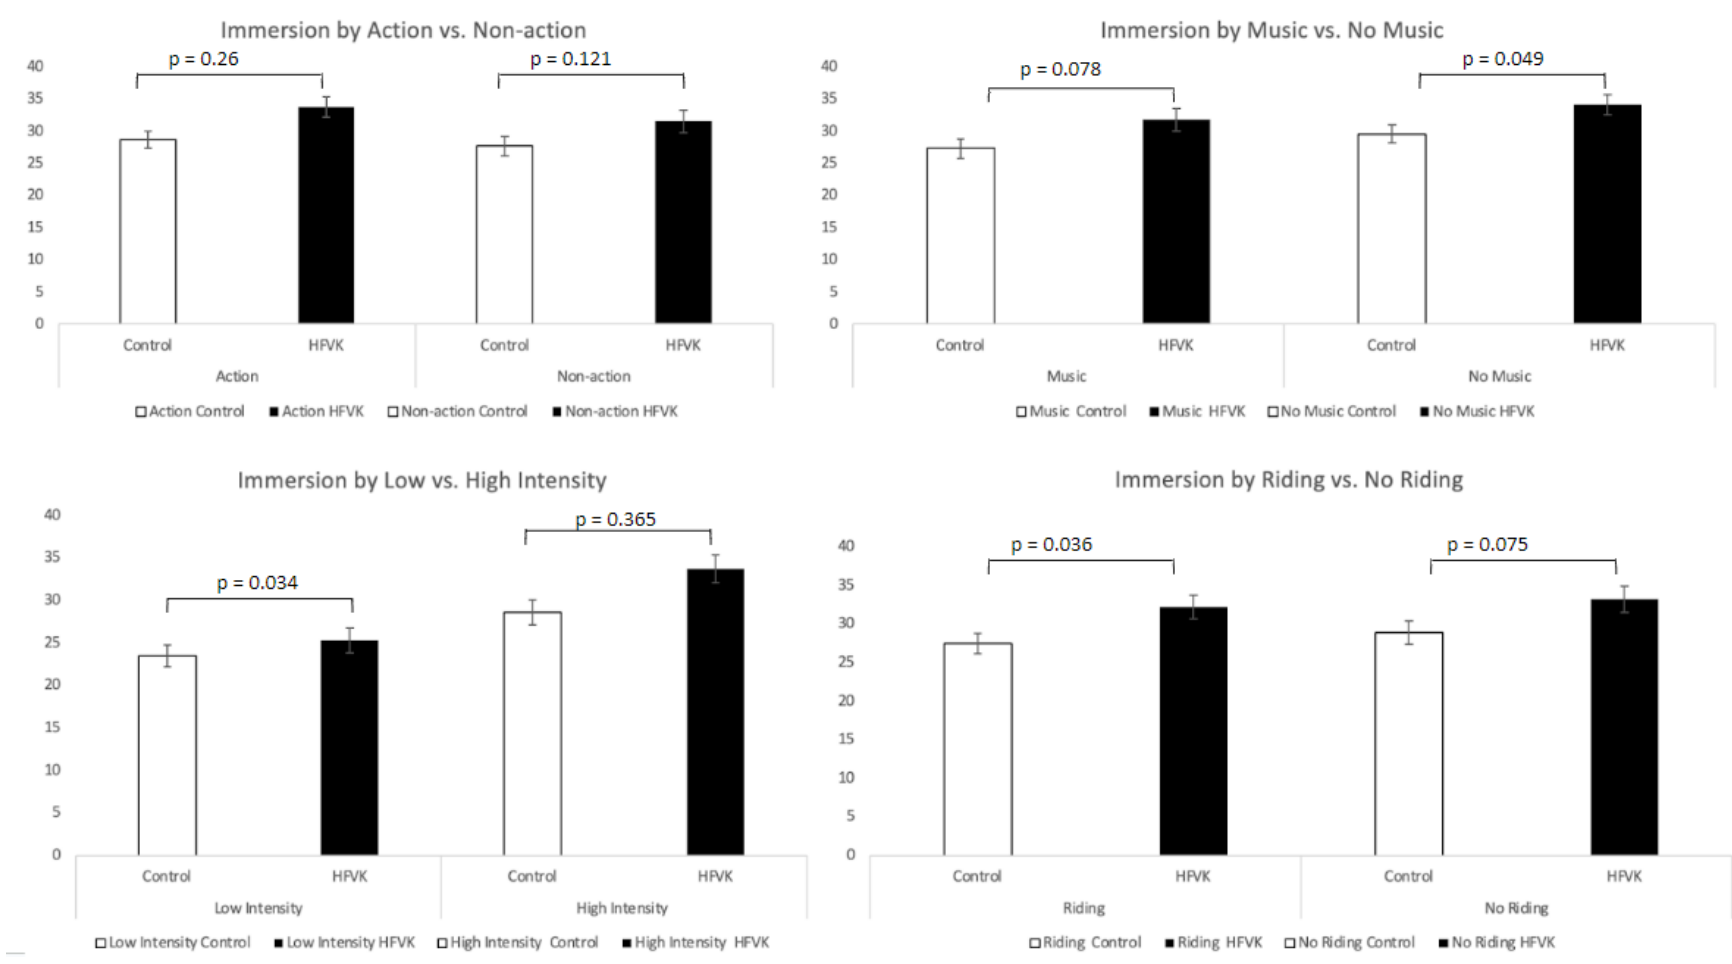 Immersion by Action vs. Non-action
p = 0.26
p = 0.121
40
35
30
25
20
15
10
5
0
Control HFVK Control HFVK
Action Non-action
Action Control Action HFVK Non-action Control Non-action HFVK
Immersion by Music vs. No Music
p = 0.078
p = 0.049
40
35
30
25
20
15
10
5
0
Control HFVK Control HFVK
Music No Music
Music Control Music HFVK No Music Control No Music HFVK
Immersion by Low vs. High Intensity
p = 0.034
p = 0.365
40
35
30
25
20
15
10
5
0
Control HFVK Control HFVK
Low Intensity High Intensity
Low Intensity Control Low Intensity HFVK High Intensity Control High Intensity HFVK
Immersion by Riding vs. No Riding
p = 0.036
p = 0.075
40
35
30
25
20
15
10
5
0
Control HFVK Control HFVK
Riding No Riding
Riding Control Riding HFVK No Riding Control No Riding HFVK